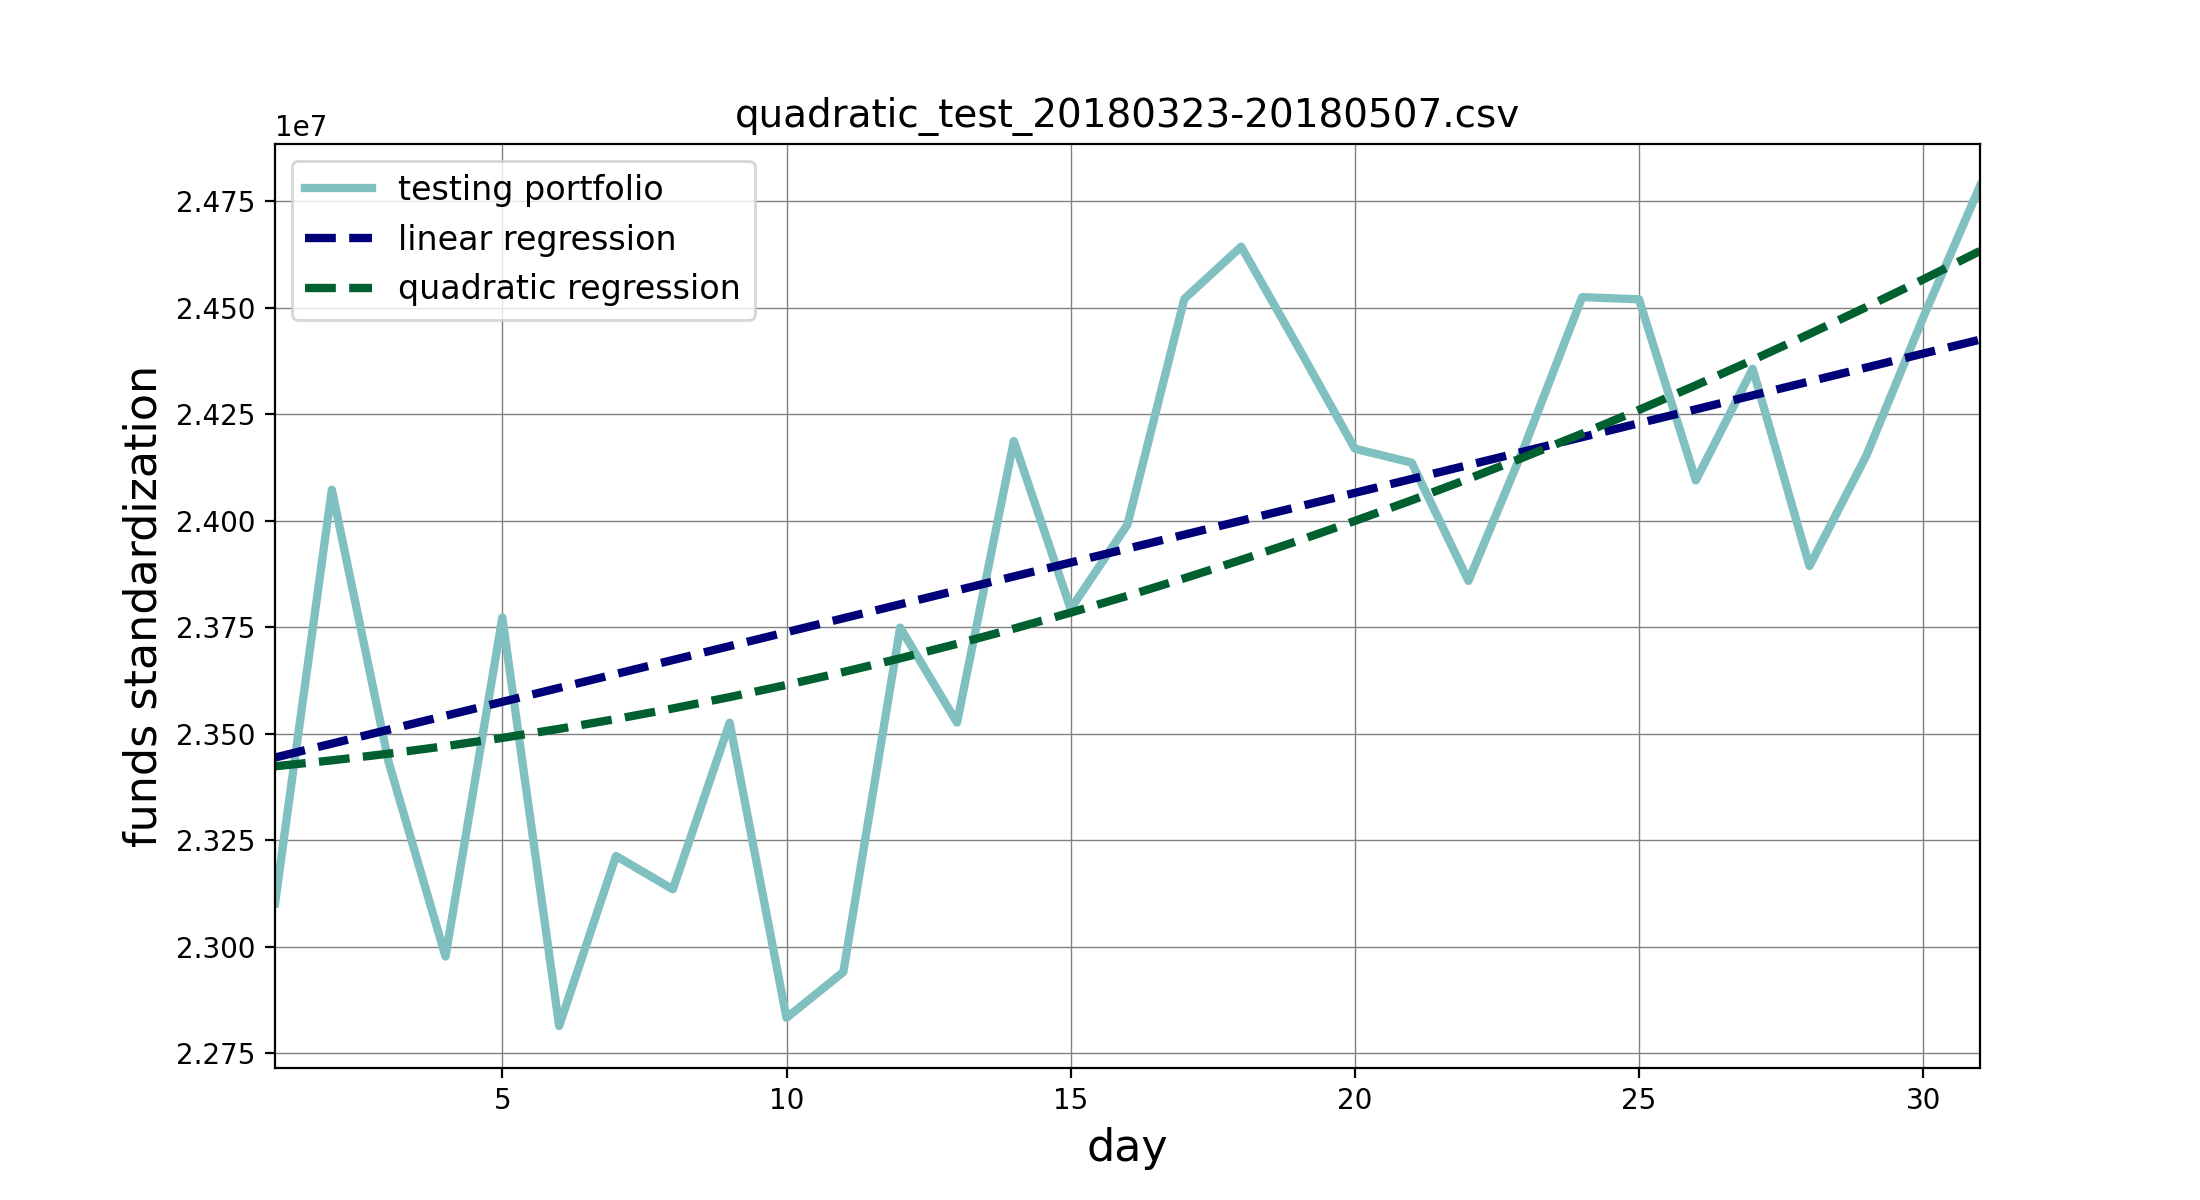 quadratic_test_20180323-20180507.csv
1e7
testing portfolio
linear regression
quadratic regression
2.475
2.450
2.425
2.400
2.375
2.350
2.325
2.300
2.275
funds standardization
5 10 15 20 25 30
day